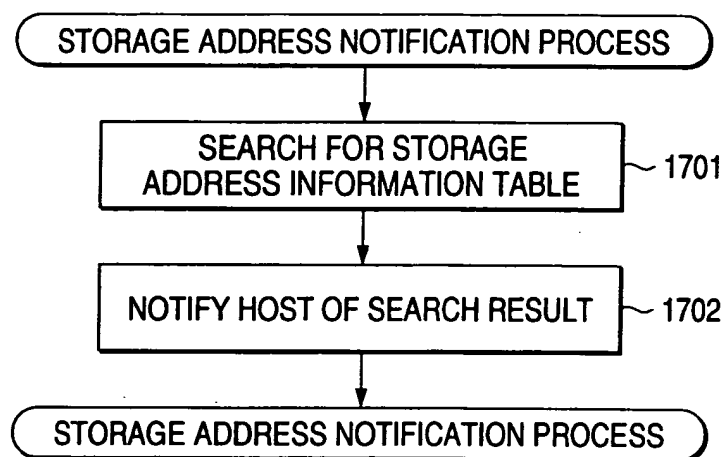 STORAGE ADDRESS NOTIFICATION PROCESS
SEARCH FOR STORAGE
ADDRESS INFORMATION TABLE
1701
NOTIFY HOST OF SEARCH RESULT
1702
STORAGE ADDRESS NOTIFICATION PROCESS